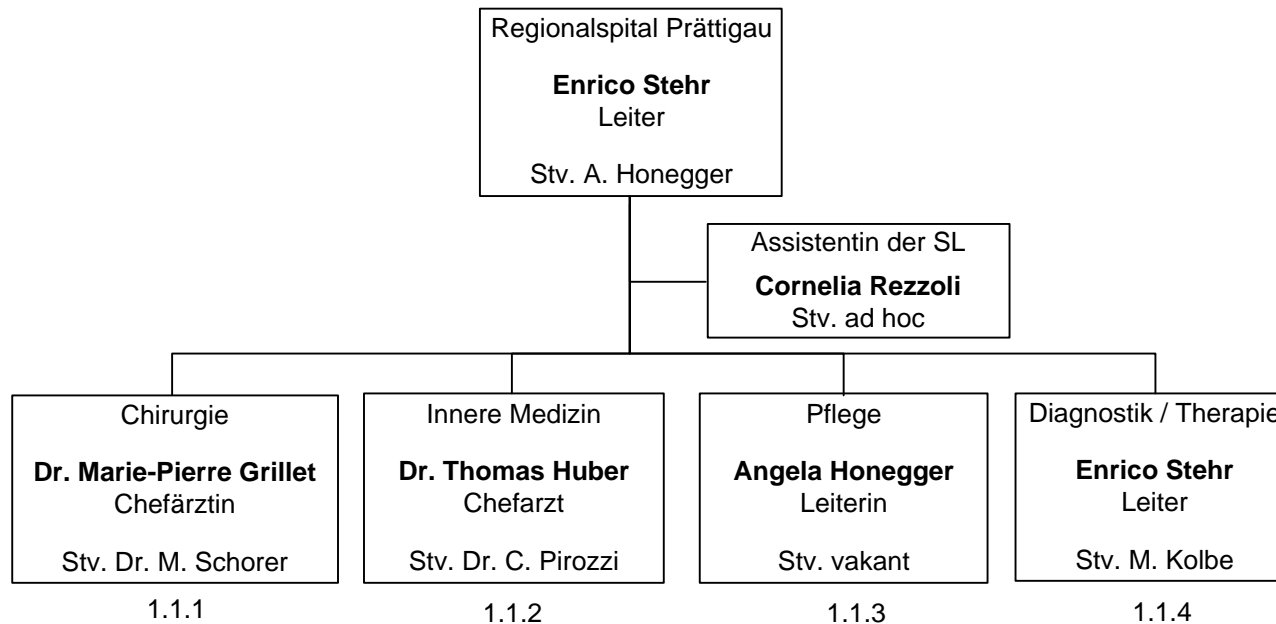 Regionalspital Prättigau
Enrico Stehr
Leiter
Stv. A. Honegger
Assistentin der SL
Cornelia Rezzoli
Stv. ad hoc
Chirurgie
Dr. Marie-Pierre Grillet
Chefärztin
Stv. Dr. M. Schorer
1.1.1
Innere Medizin
Dr. Thomas Huber
Chefarzt
Stv. Dr. C. Pirozzi
1.1.2
Pflege
Angela Honegger
Leiterin
Stv. vakant
1.1.3
Diagnostik / Therapie
Enrico Stehr
Leiter
Stv. M. Kolbe
1.1.4